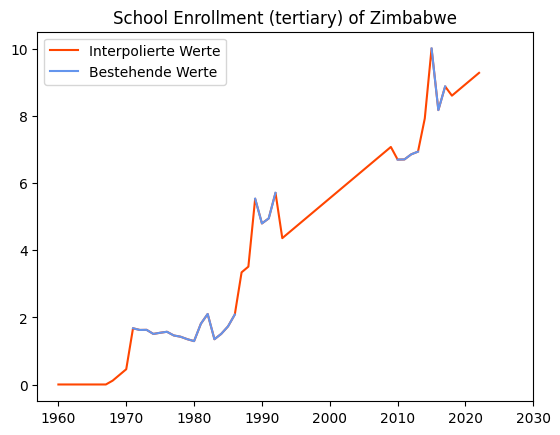 School Enrollment (tertiary) of Zimbabwe
Interpolierte Werte
Bestehende Werte
10
8
6
4
2
0
1960 1970 1980 1990 2000 2010 2020 2030